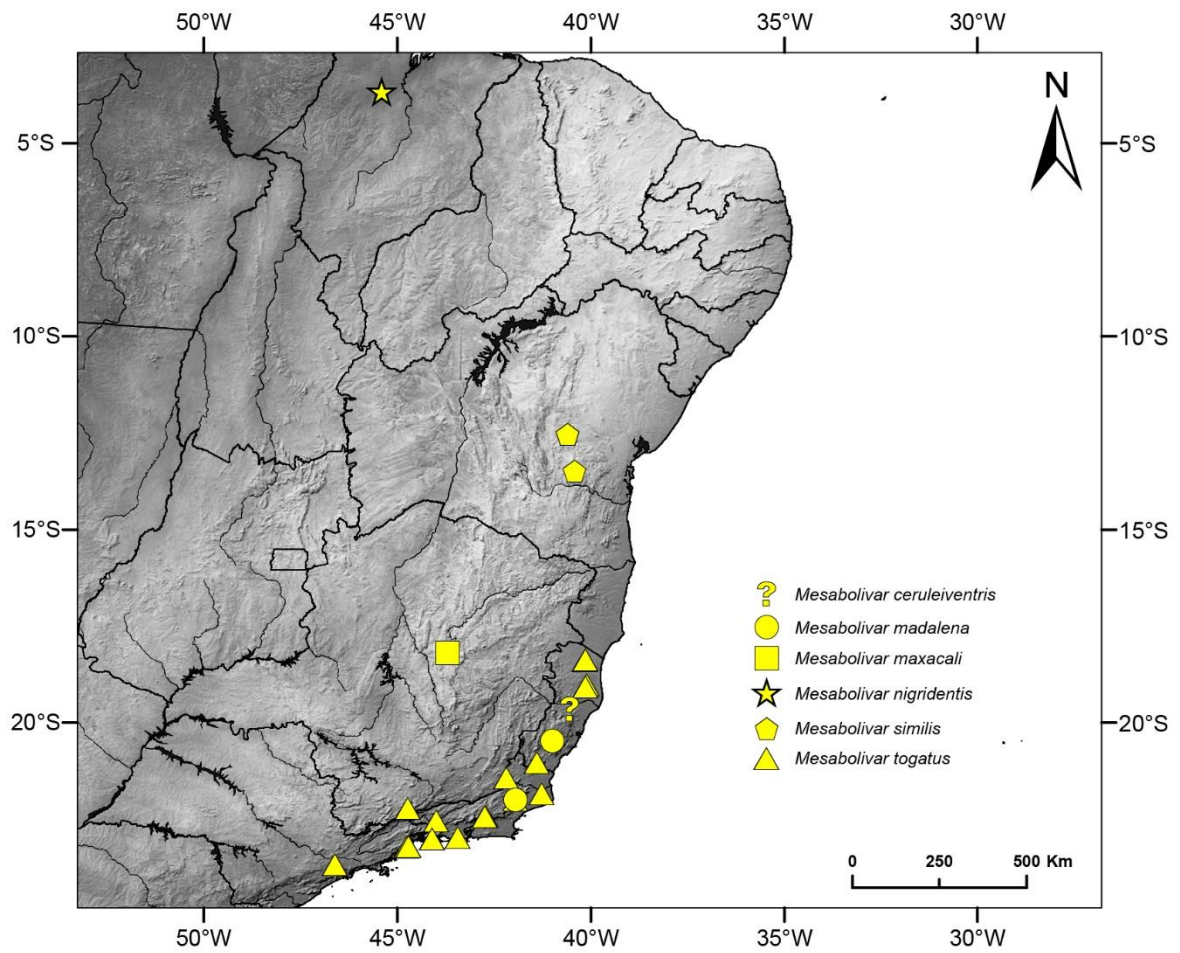 50°W 45°W 40°W 35°W 30°W
N
5°S 5°S
10°S 10°S
15°S 15°S
? Mesabolivar ceruleiventris
Mesabolivar madalena
Mesabolivar maxacali
Mesabolivar nigridentis
?
20°S 20°S
Mesabolivar similis
Mesabolivar togatus
0 250 500 Km
50°W 45°W 40°W 35°W 30°W